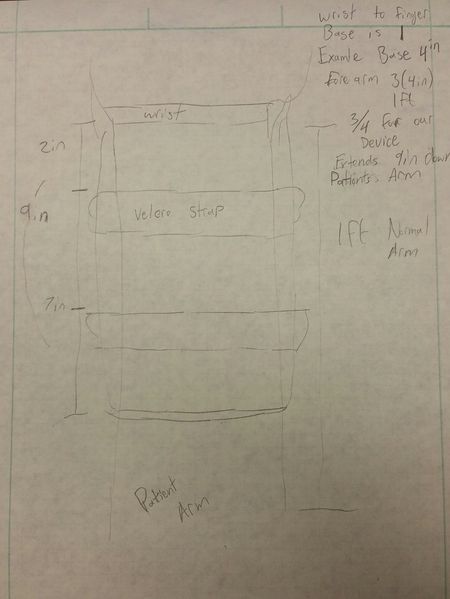 wrist to finger
Base is 1
Examle Base 4in
Fore arm 3(4in)
1ft
3/4 For our
Device
Extends 9in down
Patients. Arm
wrist
2in
9in
Velcro Strap
1ft Normal
Arm
7in
Patient
Arm